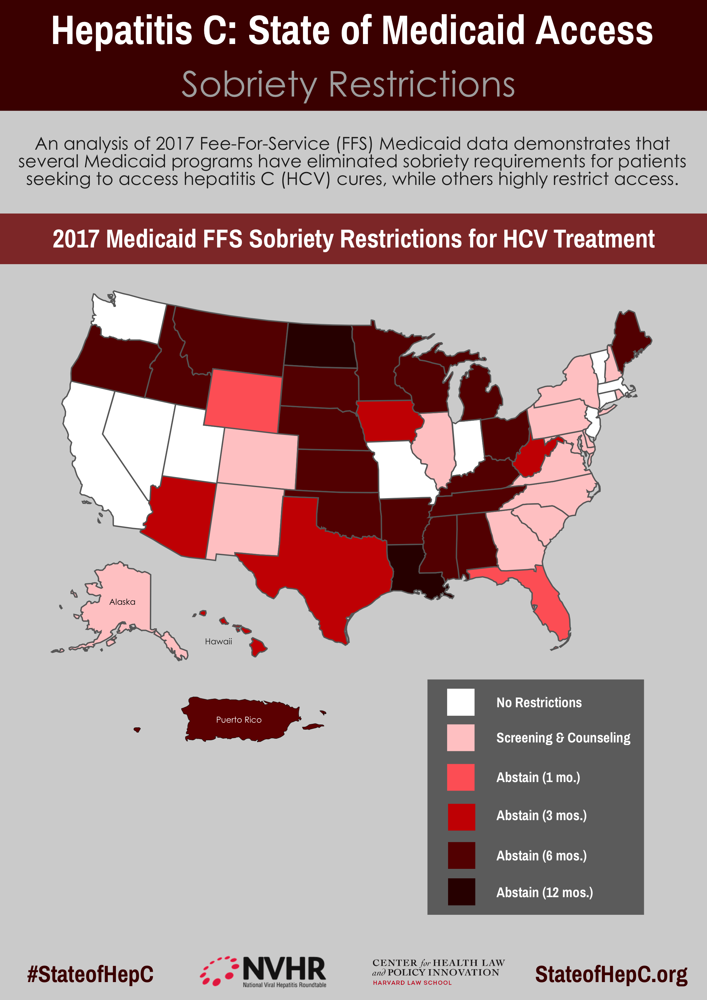 Hepatitis C: State of Medicaid Access
Sobriety Restrictions
An analysis of 2017 Fee-For-Service (FFS) Medicaid data demonstrates that
several Medicaid programs have eliminated sobriety requirements for patients
seeking to access hepatitis C (HCV) cures, while others highly restrict access.
2017 Medicaid FFS Sobriety Restrictions for HCV Treatment
Alaska
Hawaii
Puerto Rico
No Restrictions
Screening & Counseling
Abstain (1 mo.)
Abstain (3 mos.)
Abstain (6 mos.)
Abstain (12 mos.)
#StateofHepC
NVHR
National Viral Hepatitis Roundtable
CENTER for HEALTH LAW
and POLICY INNOVATION
HARVARD LAW SCHOOL
StateofHepC.org